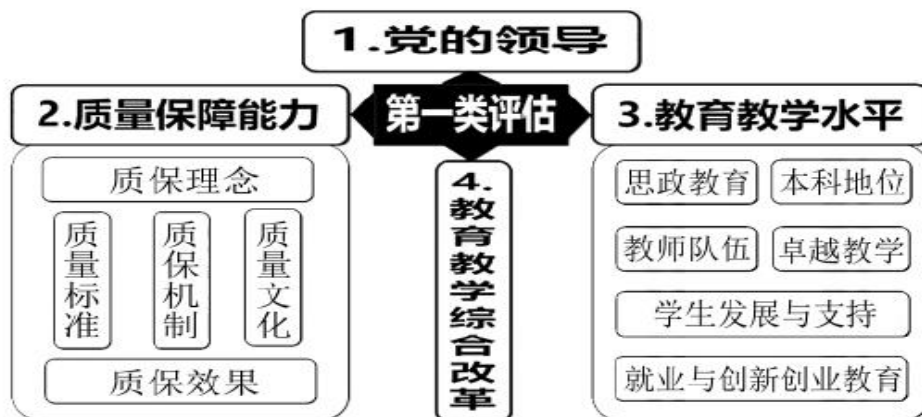 1.党的领导
2.质量保障能力
第一类评估
3.教育教学水平
质保理念
质量标准
质保机制
质量文化
质保效果
4.教育教学综合改革
思政教育
本科地位
教师队伍
卓越教学
学生发展与支持
就业与创新创业教育